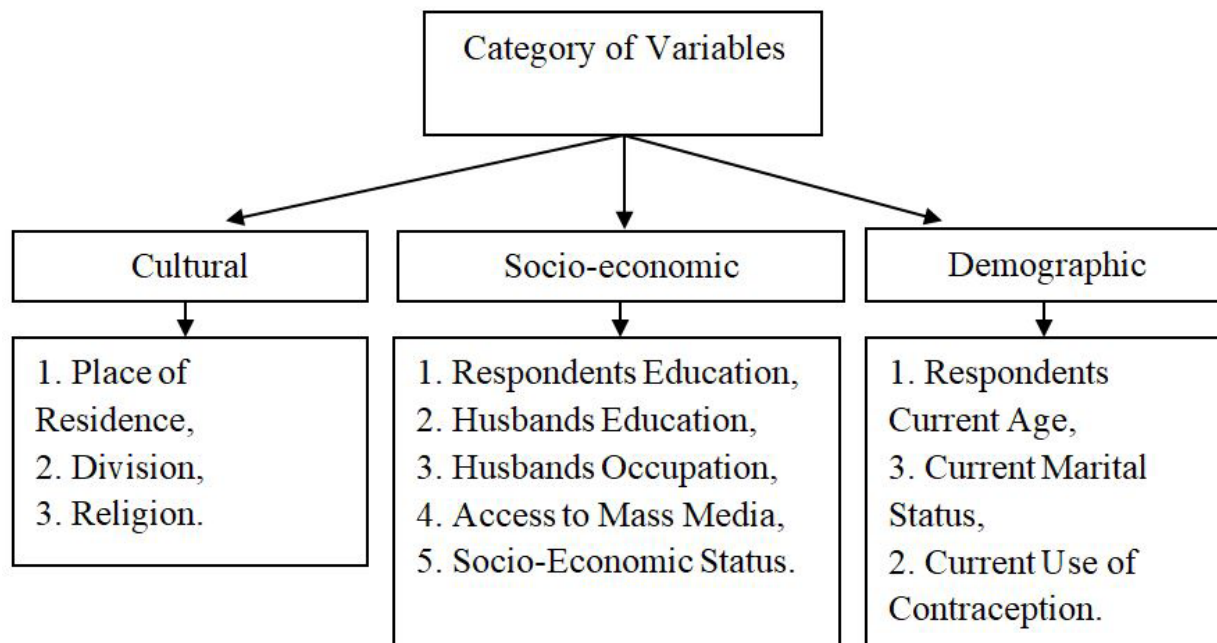 Category of Variables
Cultural
Socio-economic
Demographic
1. Place of
Residence,
2. Division,
3. Religion.
1. Respondents Education,
2. Husbands Education,
3. Husbands Occupation,
4. Access to Mass Media,
5. Socio-Economic Status.
1. Respondents
Current Age,
3. Current Marital
Status,
2. Current Use of
Contraception.